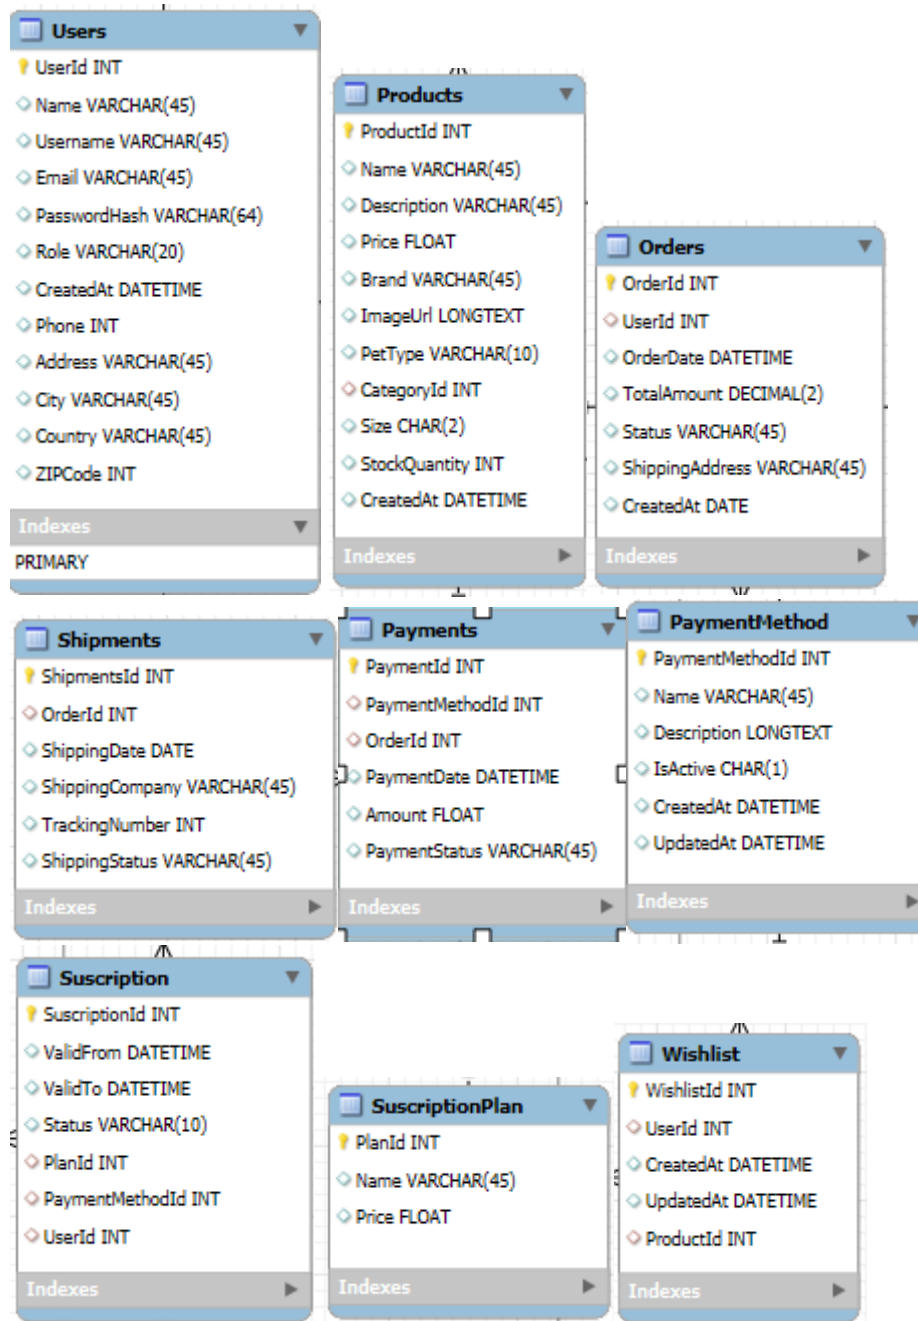 Users
UserId INT
Name VARCHAR(45)
Username VARCHAR(45)
Email VARCHAR(45)
PasswordHash VARCHAR(64)
Role VARCHAR(20)
CreatedAt DATETIME
Phone INT
Address VARCHAR(45)
City VARCHAR(45)
Country VARCHAR(45)
ZIPCode INT
Indexes
PRIMARY
Products
ProductId INT
Name VARCHAR(45)
Description VARCHAR(45)
Price FLOAT
Brand VARCHAR(45)
ImageUrl LONGTEXT
PetType VARCHAR(10)
CategoryId INT
Size CHAR(2)
StockQuantity INT
CreatedAt DATETIME
Indexes
Orders
OrderId INT
UserId INT
OrderDate DATETIME
TotalAmount DECIMAL(2)
Status VARCHAR(45)
ShippingAddress VARCHAR(45)
CreatedAt DATE
Indexes
Shipments
ShipmentsId INT
OrderId INT
ShippingDate DATE
ShippingCompany VARCHAR(45)
TrackingNumber INT
ShippingStatus VARCHAR(45)
Indexes
Payments
PaymentId INT
PaymentMethodId INT
OrderId INT
PaymentDate DATETIME
Amount FLOAT
PaymentStatus VARCHAR(45)
Indexes
PaymentMethod
PaymentMethodId INT
Name VARCHAR(45)
Description LONGTEXT
IsActive CHAR(1)
CreatedAt DATETIME
UpdatedAt DATETIME
Indexes
Suscription
SuscriptionId INT
ValidFrom DATETIME
ValidTo DATETIME
Status VARCHAR(10)
PlanId INT
PaymentMethodId INT
UserId INT
Indexes
SuscriptionPlan
PlanId INT
Name VARCHAR(45)
Price FLOAT
Indexes
Wishlist
WishlistId INT
UserId INT
CreatedAt DATETIME
UpdatedAt DATETIME
ProductId INT
Indexes